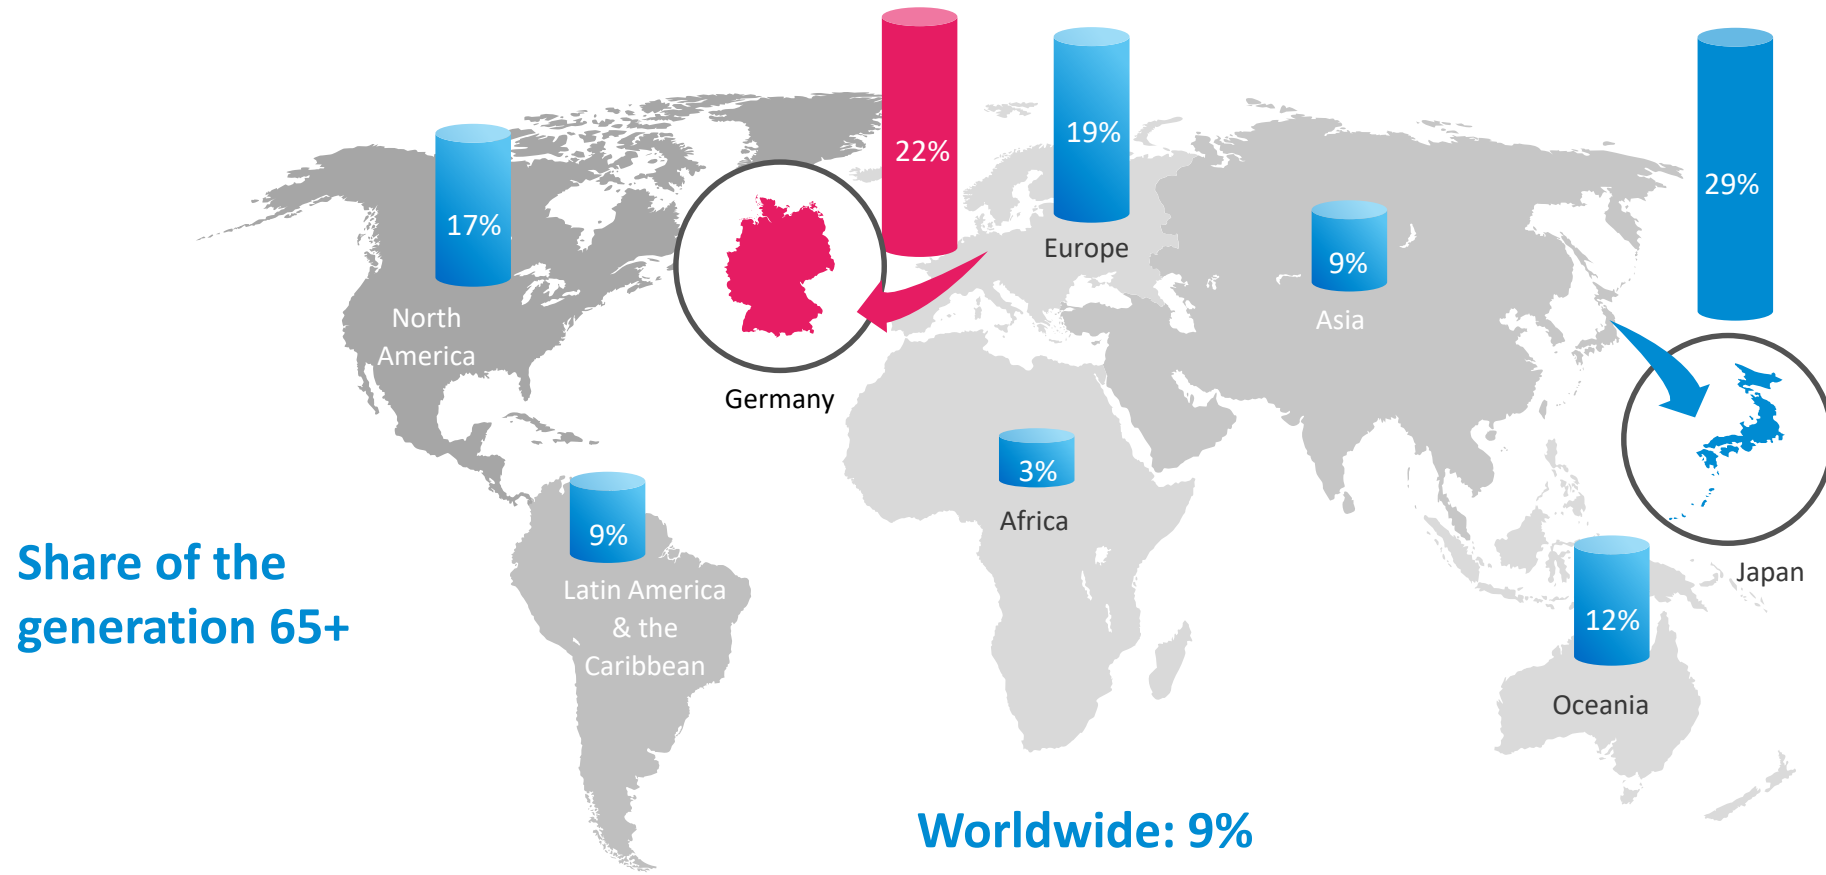 22%
19%
29%
17%
Europe
9%
North
America
Asia
Germany
3%
Africa
9%
Share of the
generation 65+
Latin America
& the
Caribbean
Japan
12%
Oceania
Worldwide: 9%